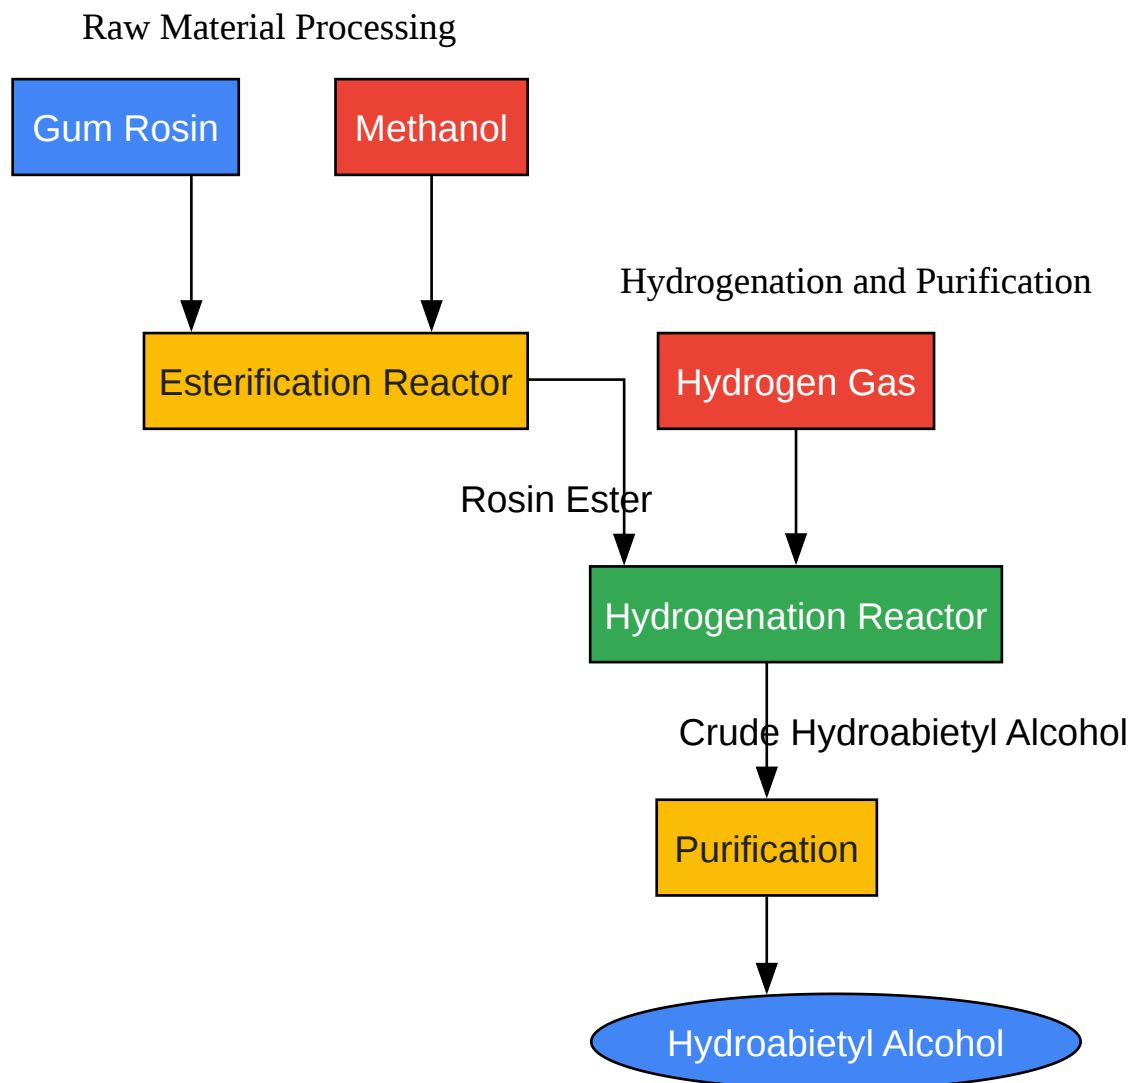 Raw Material Processing
Gum Rosin
Methanol
Hydrogenation and Purification
Esterification Reactor
Hydrogen Gas
Rosin Ester
Hydrogenation Reactor
Crude Hydroabietyl Alcohol
Purification
Hydroabietyl Alcohol